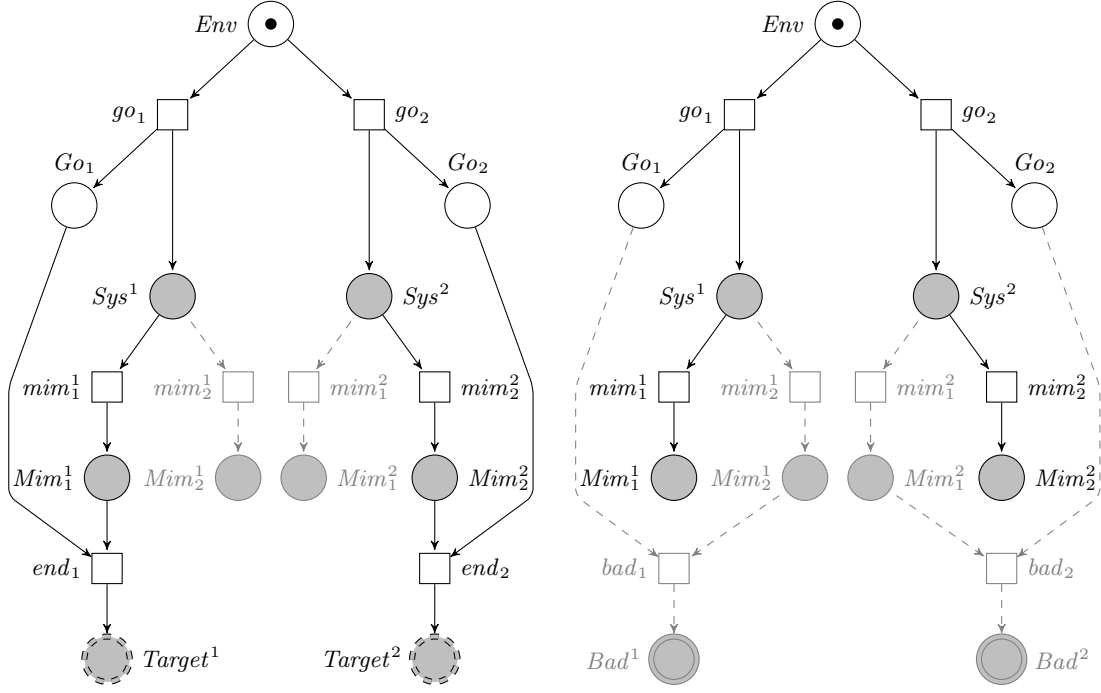 Env Env
go₁ go₂ go₁ go₂
Go₁ Go₂ Go₁ Go₂
Sys¹ Sys² Sys¹ Sys²
mim¹₁ mim¹₂ mim²₁ mim²₂ mim¹₁ mim¹₂ mim²₁ mim²₂
Mim¹₁ Mim¹₂ Mim²₁ Mim²₂ Mim¹₁ Mim¹₂ Mim²₁ Mim²₂
end₁ end₂ bad₁ bad₂
Target¹ Target² Bad¹ Bad²